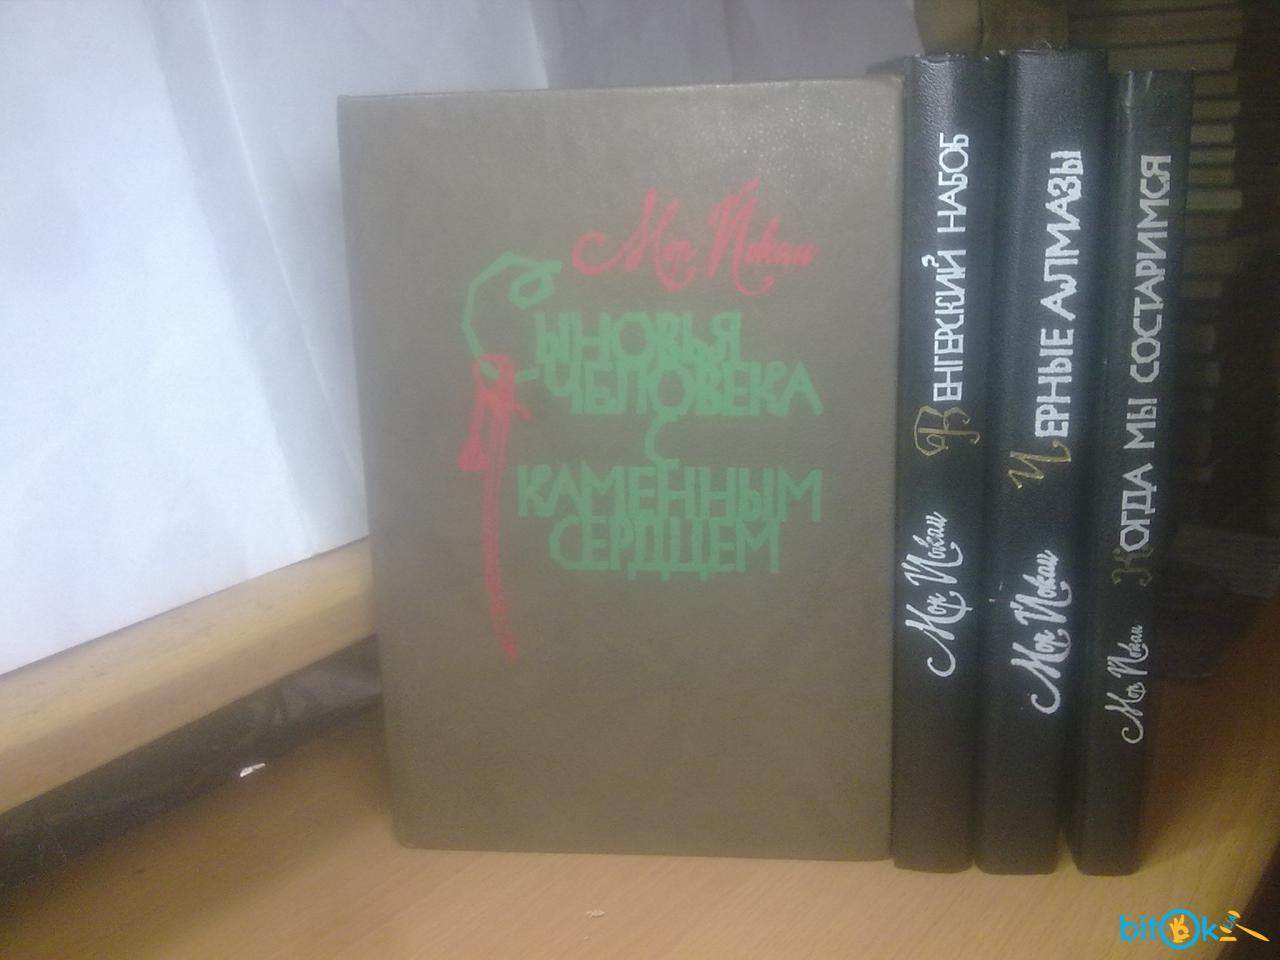 Мор Йокаи
Сыновья
человека
с
каменным
сердцем
Мор Йокаи Венгерский набоб
Мор Йокаи Черные алмазы
Мор Йокаи Когда мы состаримся
bitOk.ua